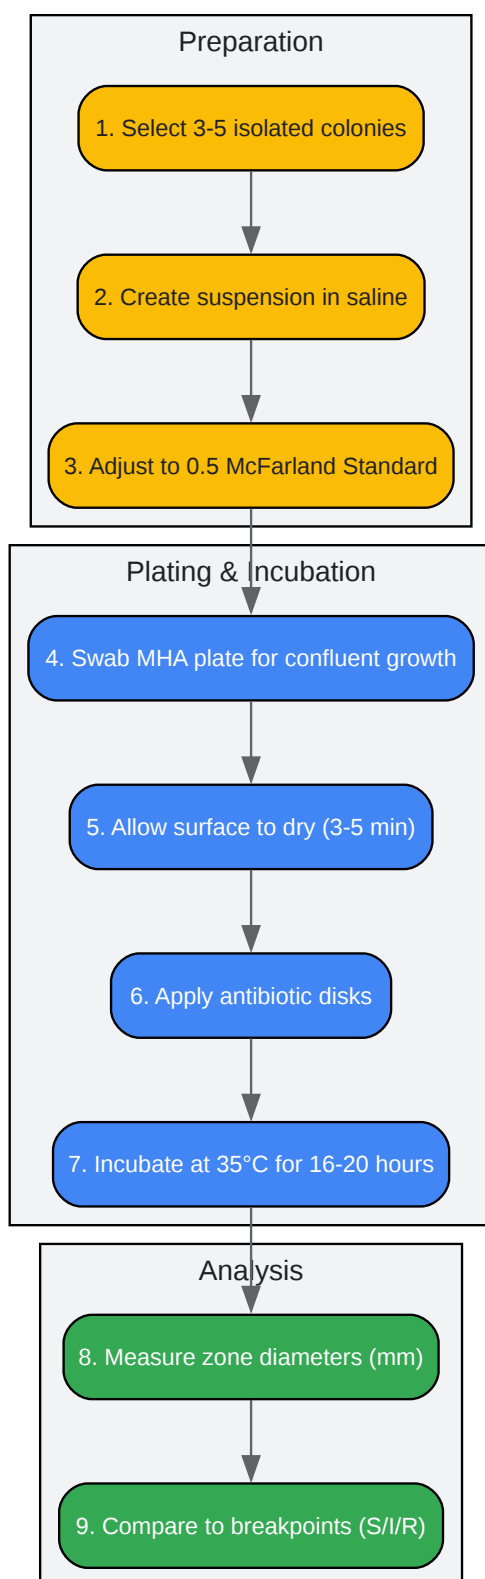 Preparation
1. Select 3-5 isolated colonies
2. Create suspension in saline
3. Adjust to 0.5 McFarland Standard
Plating & Incubation
4. Swab MHA plate for confluent growth
5. Allow surface to dry (3-5 min)
6. Apply antibiotic disks
7. Incubate at 35°C for 16-20 hours
Analysis
8. Measure zone diameters (mm)
9. Compare to breakpoints (S/I/R)